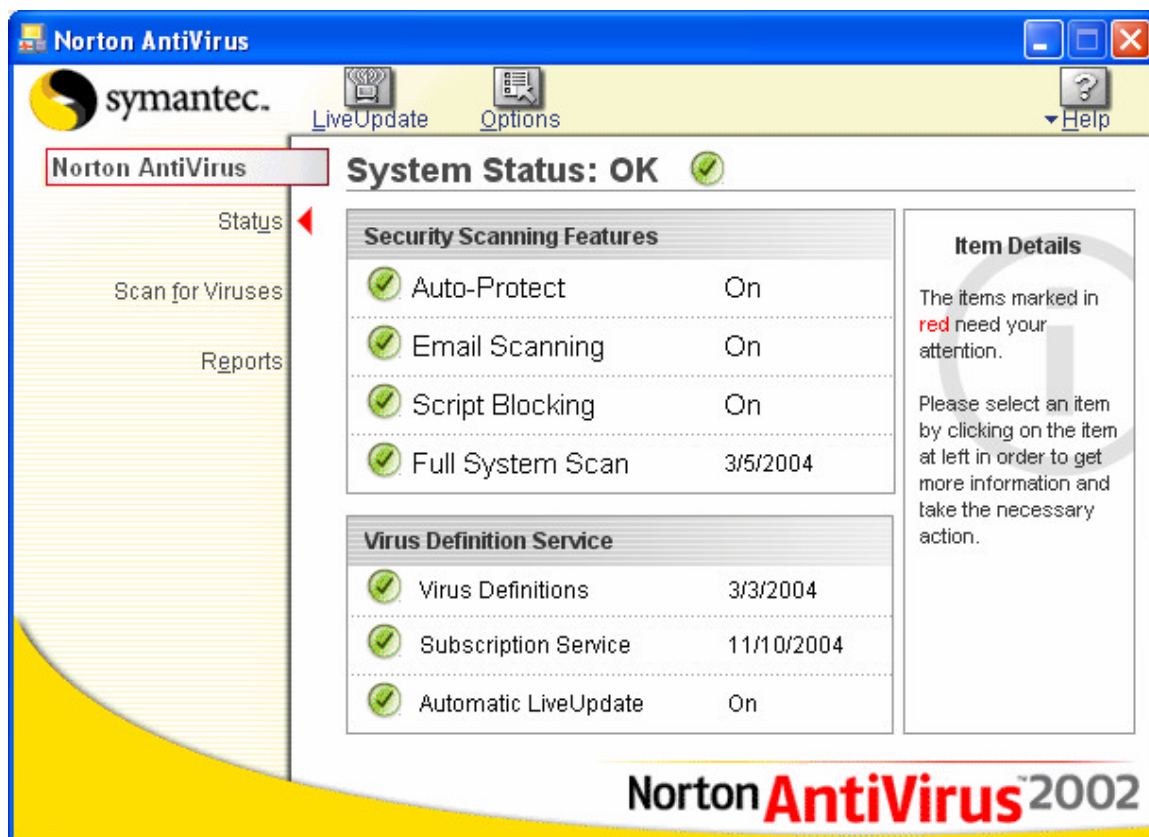 Norton AntiVirus
symantec.
LiveUpdate
Options
Help
Norton AntiVirus
Status
Scan for Viruses
Reports
System Status: OK
Security Scanning Features
Auto-Protect On
Email Scanning On
Script Blocking On
Full System Scan 3/5/2004
Virus Definition Service
Virus Definitions 3/3/2004
Subscription Service 11/10/2004
Automatic LiveUpdate On
Item Details
The items marked in
red need your
attention.
Please select an item
by clicking on the item
at left in order to get
more information and
take the necessary
action.
Norton AntiVirus™2002